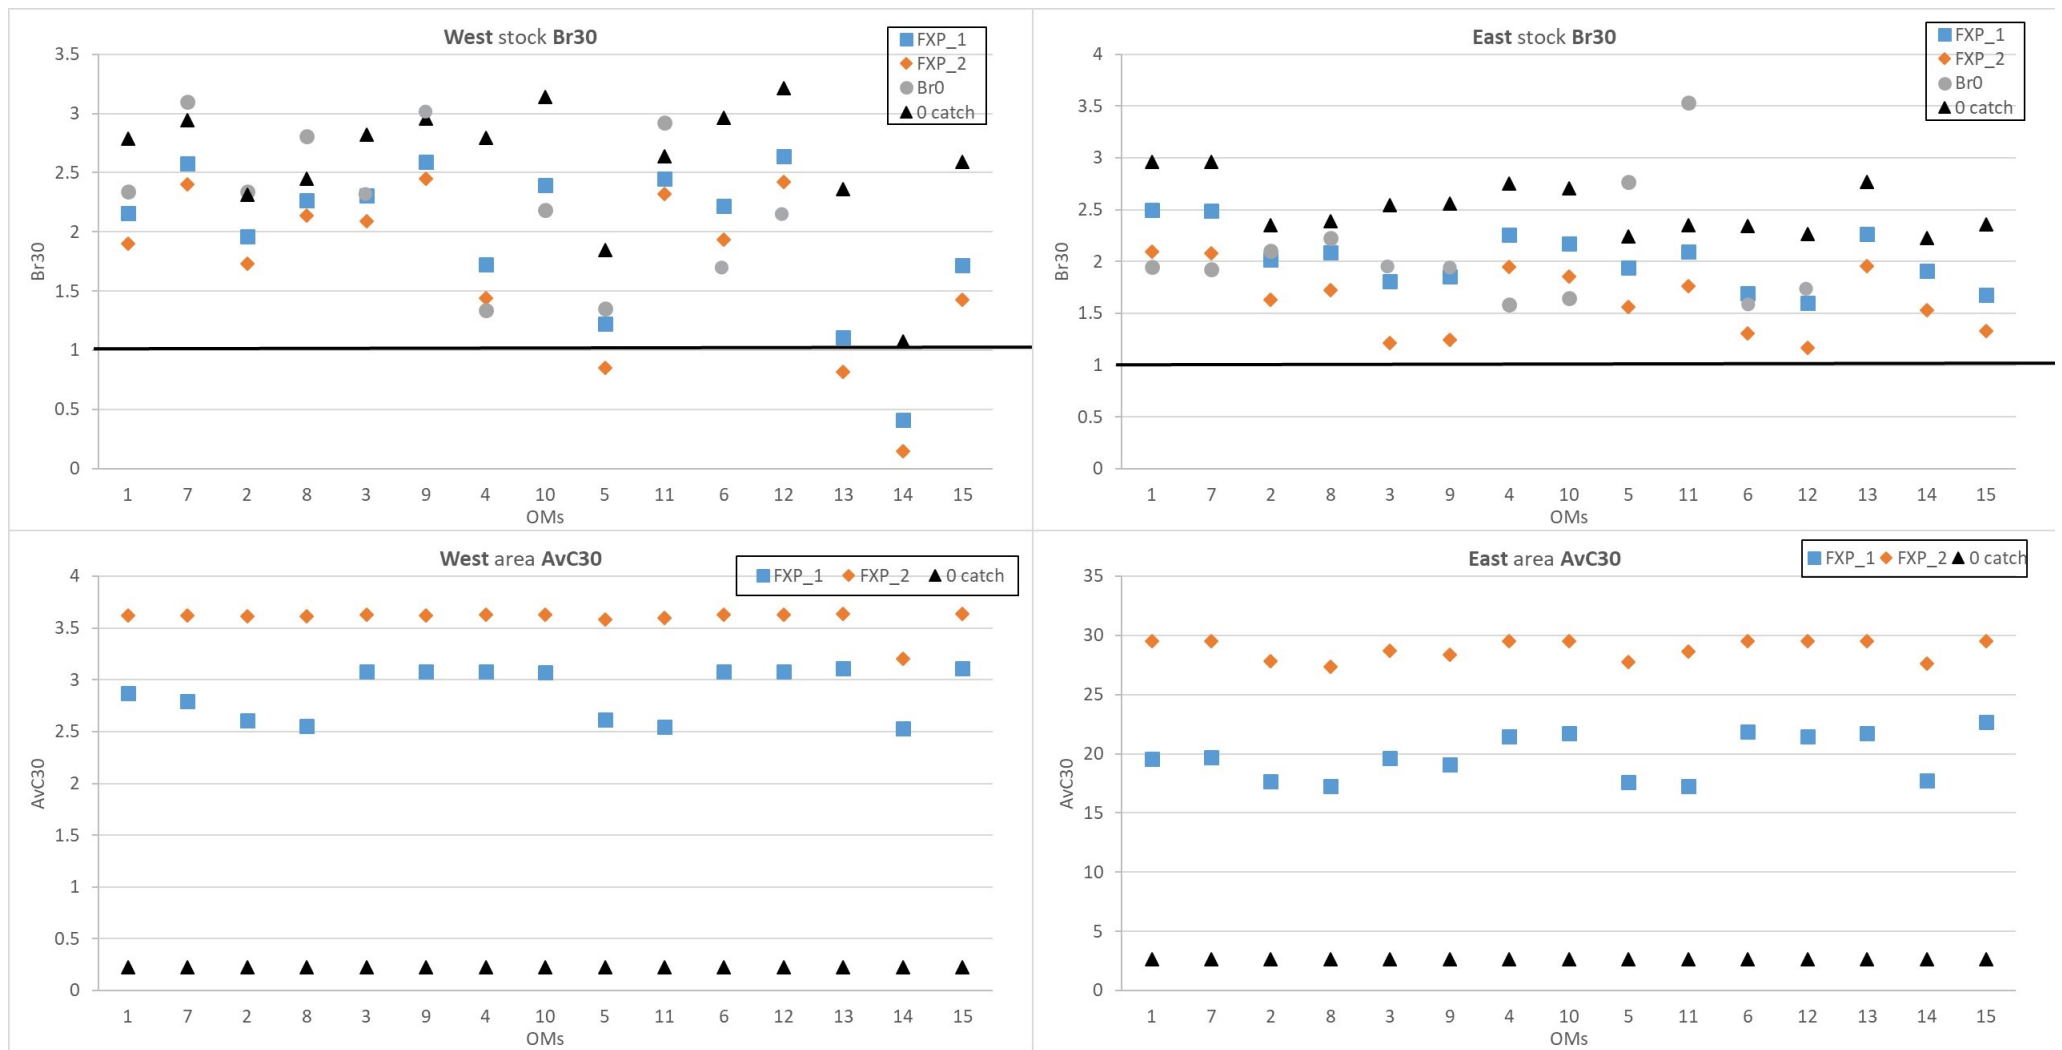 West stock Br30
FXP_1
FXP_2
Br0
0 catch
3.5
3
2.5
2
1.5
1
0.5
0
Br30
1 7 2 8 3 9 4 10 5 11 6 12 13 14 15
OMs
East stock Br30
FXP_1
FXP_2
Br0
0 catch
4
3.5
3
2.5
2
1.5
1
0.5
0
Br30
1 7 2 8 3 9 4 10 5 11 6 12 13 14 15
OMs
West area AvC30
FXP_1 FXP_2 0 catch
4
3.5
3
2.5
2
1.5
1
0.5
0
AvC30
1 7 2 8 3 9 4 10 5 11 6 12 13 14 15
OMs
East area AvC30
FXP_1 FXP_2 0 catch
35
30
25
20
15
10
5
0
AvC30
1 7 2 8 3 9 4 10 5 11 6 12 13 14 15
OMs